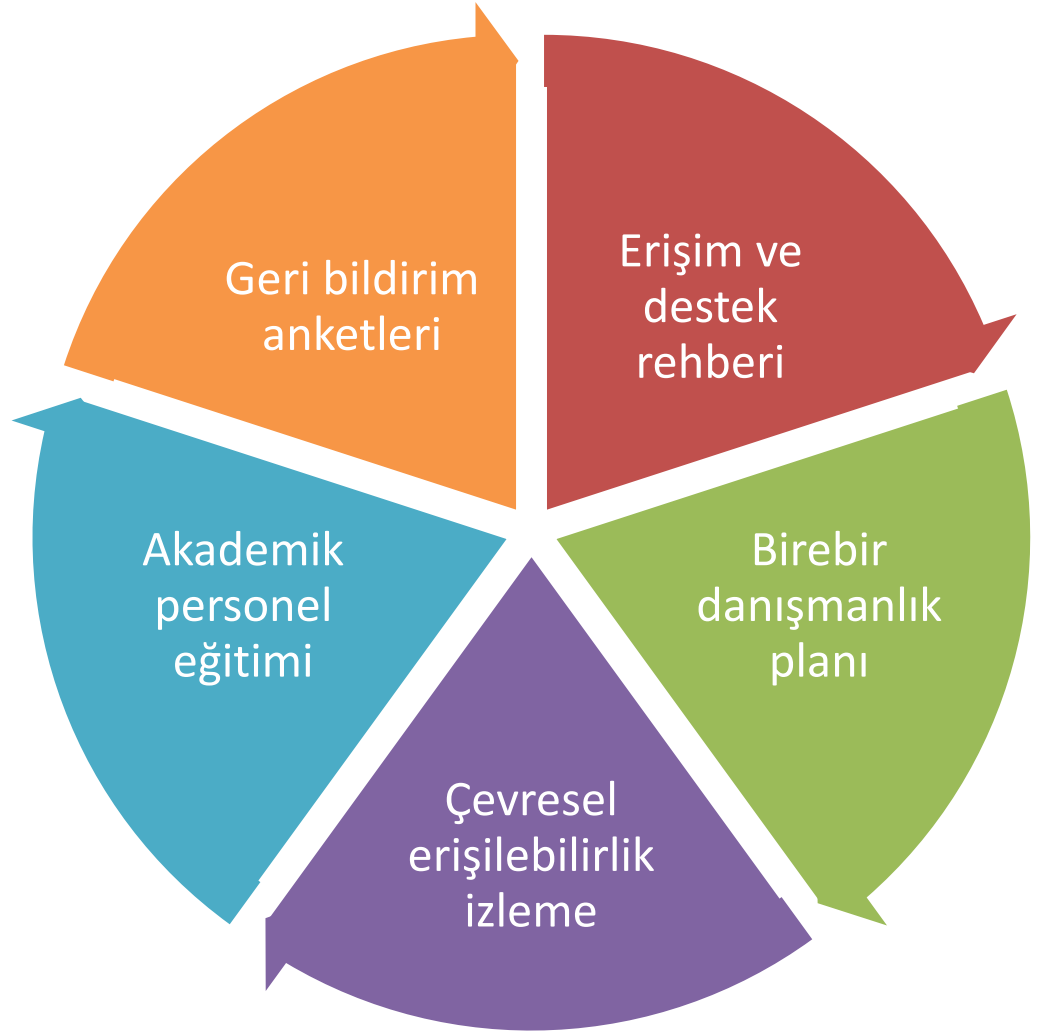 Erişim ve
destek
rehberi
Birebir
danışmanlık
planı
Çevresel
erişilebilirlik
izleme
Akademik
personel
eğitimi
Geri bildirim
anketleri